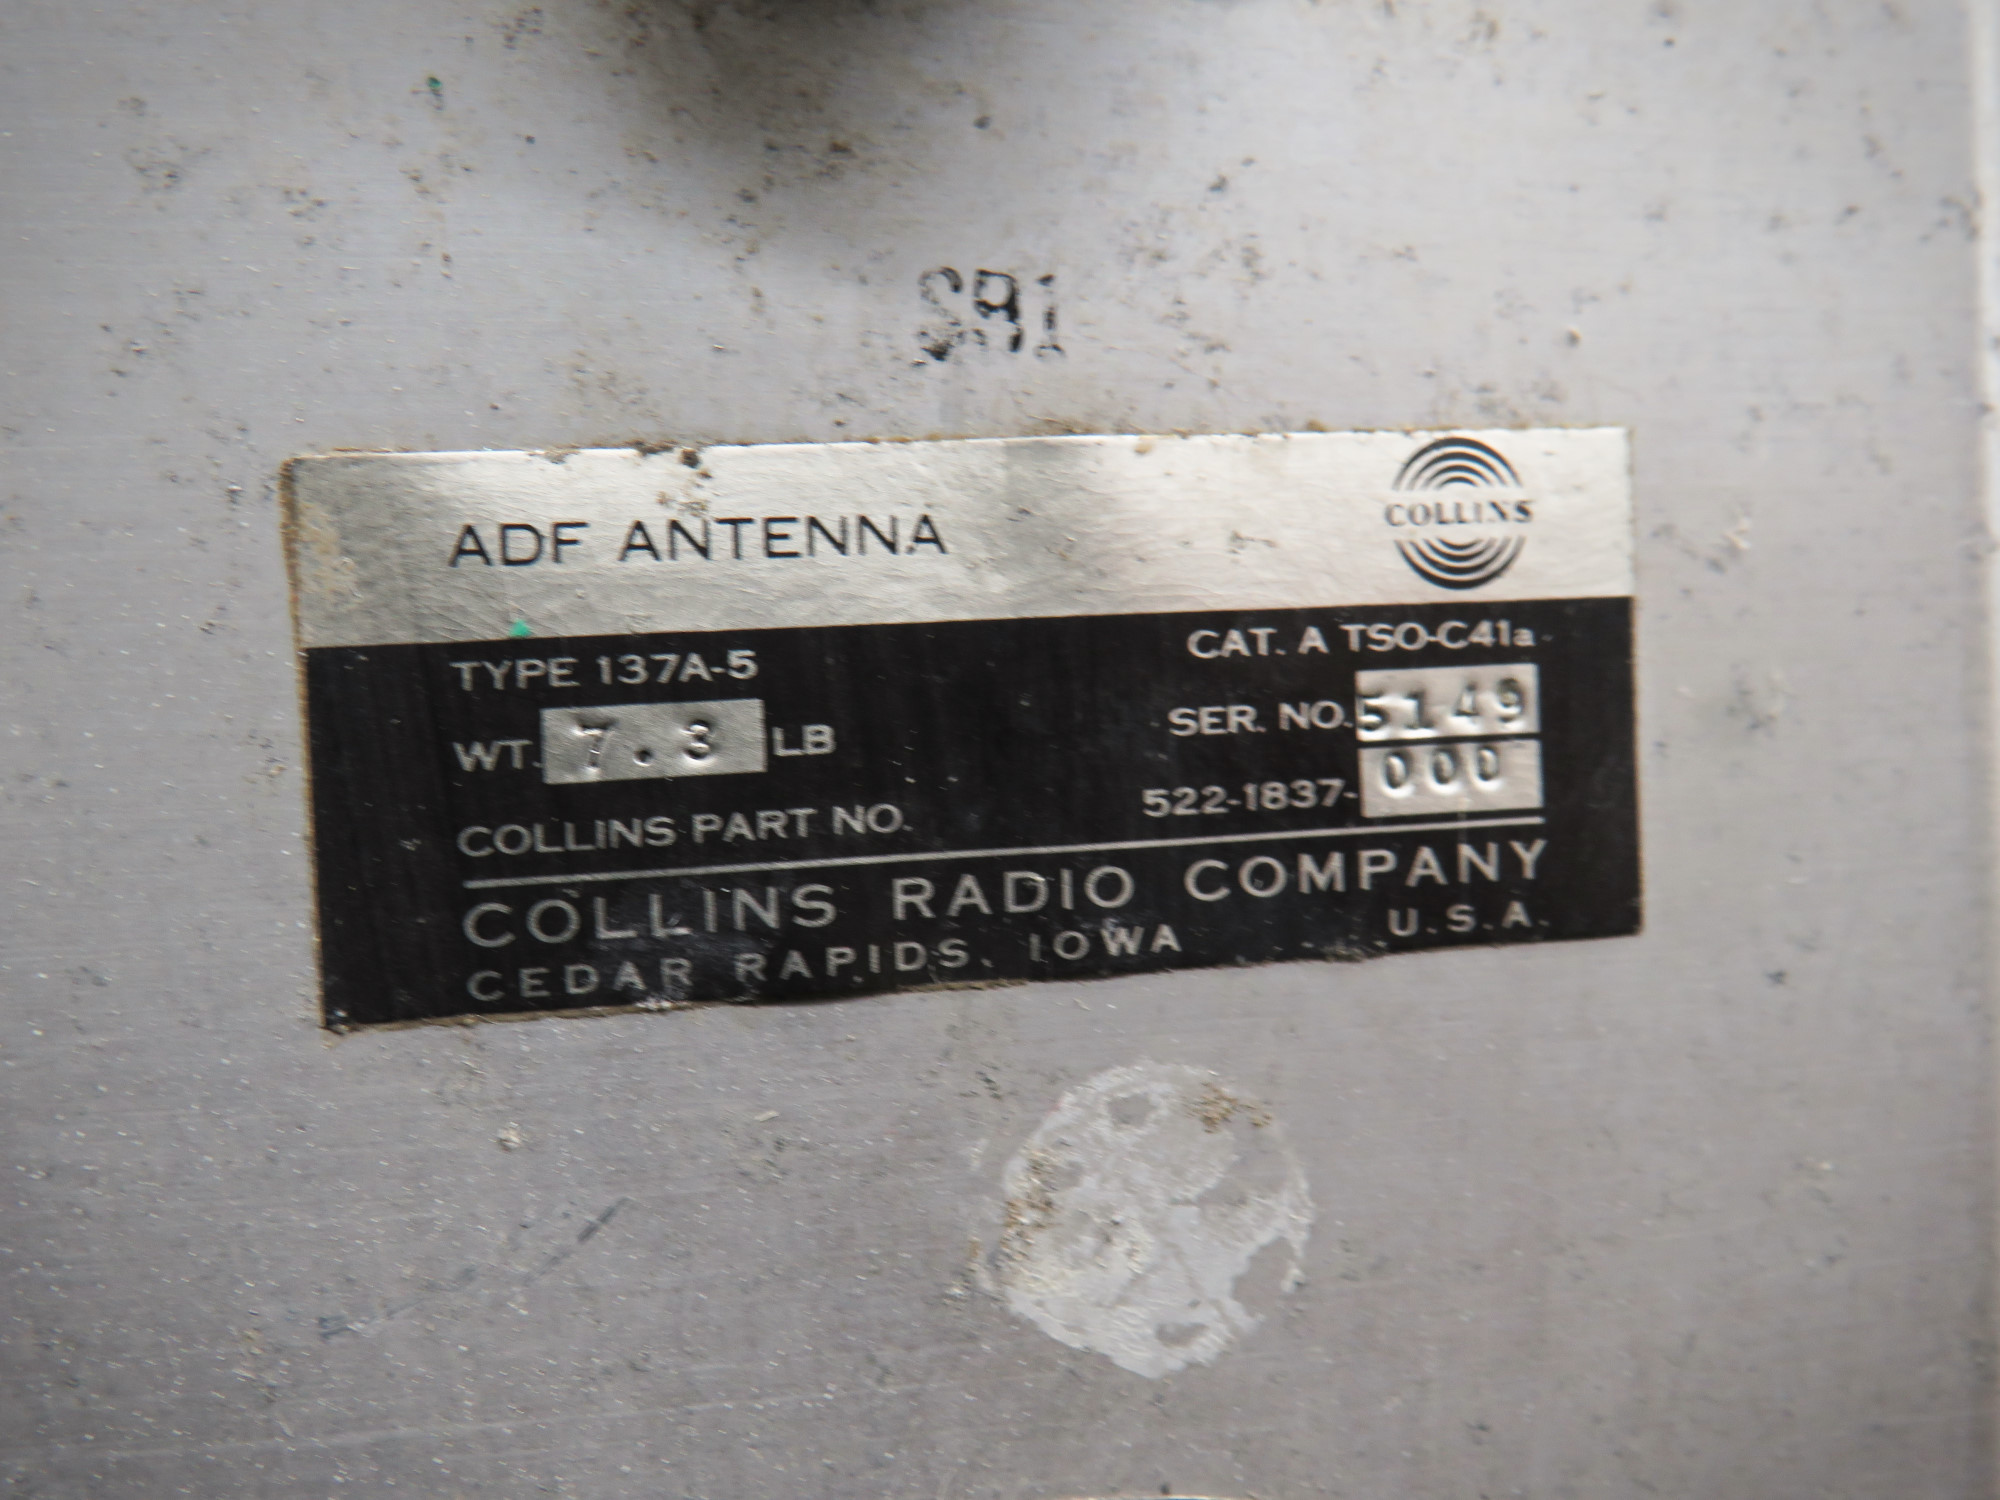 ADF ANTENNA
COLLINS
TYPE 137A-5
CAT. A TSO-C41a
WT. 7.3 LB
SER. NO. 5149
COLLINS PART NO. 522-1837-000
COLLINS RADIO COMPANY
CEDAR RAPIDS, IOWA U.S.A.